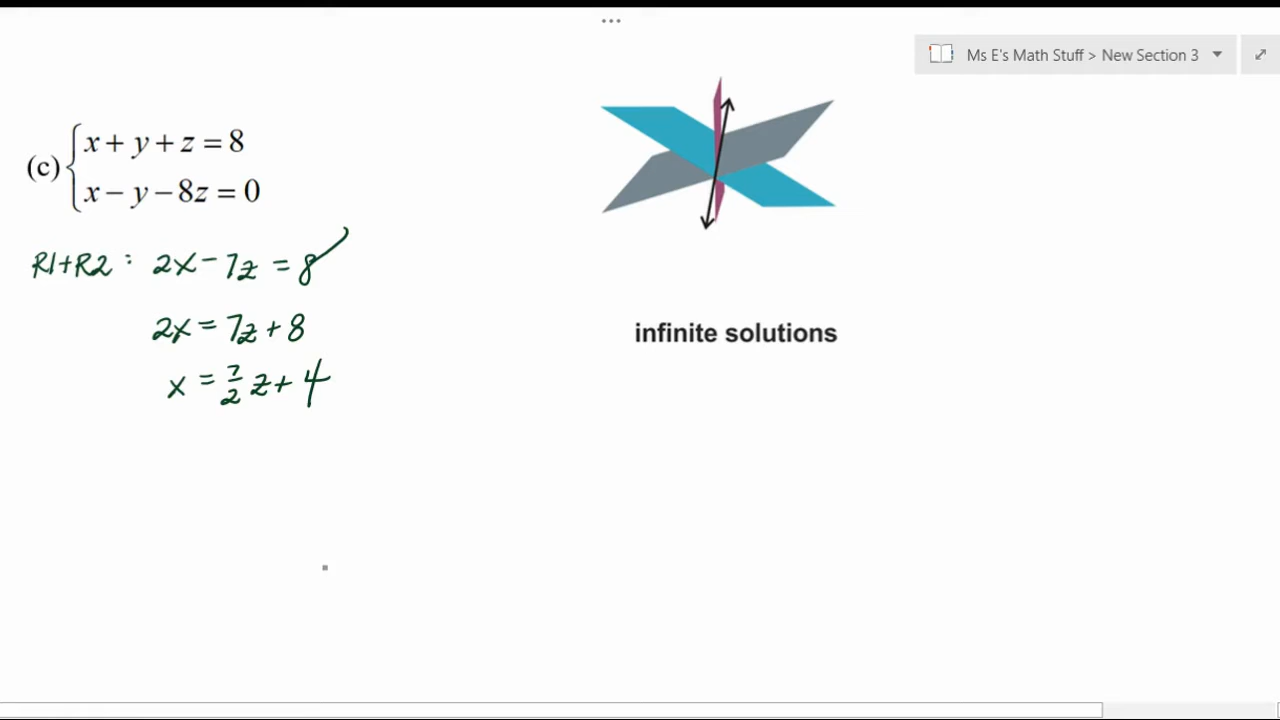 ...
Ms E's Math Stuff > New Section 3
(c) { x + y + z = 8
x - y - 8z = 0
R1+R2 : 2x - 7z = 8
2x = 7z + 8
x = 7/2 z + 4
infinite solutions